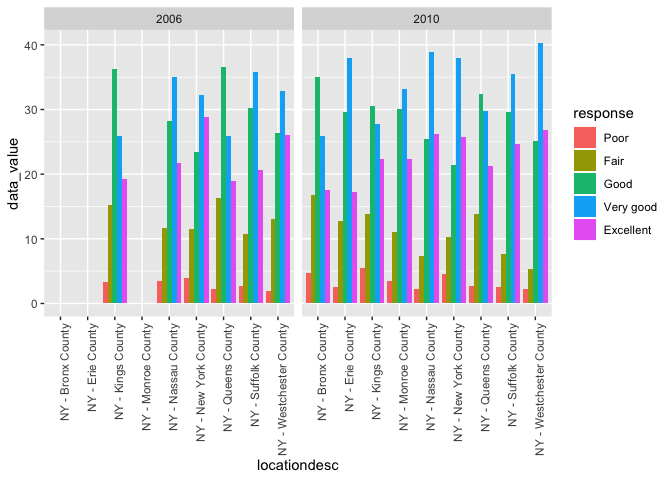 2006
2010
data_value
40
30
20
10
0
NY - Bronx County
NY - Erie County
NY - Kings County
NY - Monroe County
NY - Nassau County
NY - New York County
NY - Queens County
NY - Suffolk County
NY - Westchester County
NY - Bronx County
NY - Erie County
NY - Kings County
NY - Monroe County
NY - Nassau County
NY - New York County
NY - Queens County
NY - Suffolk County
NY - Westchester County
locationdesc
response
Poor
Fair
Good
Very good
Excellent